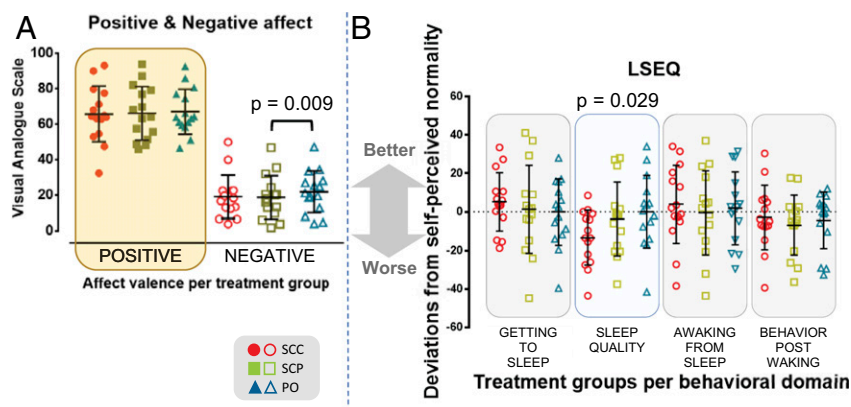 A
Positive & Negative affect
Visual Analogue Scale
100
80
60
40
20
0
p = 0.009
POSITIVE
NEGATIVE
Affect valence per treatment group
SCC
SCP
PO
B
Better
Worse
Deviations from self-perceived normality
LSEQ
p = 0.029
60
40
20
0
-20
-40
-60
GETTING
TO
SLEEP
SLEEP
QUALITY
AWAKING
FROM
SLEEP
BEHAVIOR
POST
WAKING
Treatment groups per behavioral domain